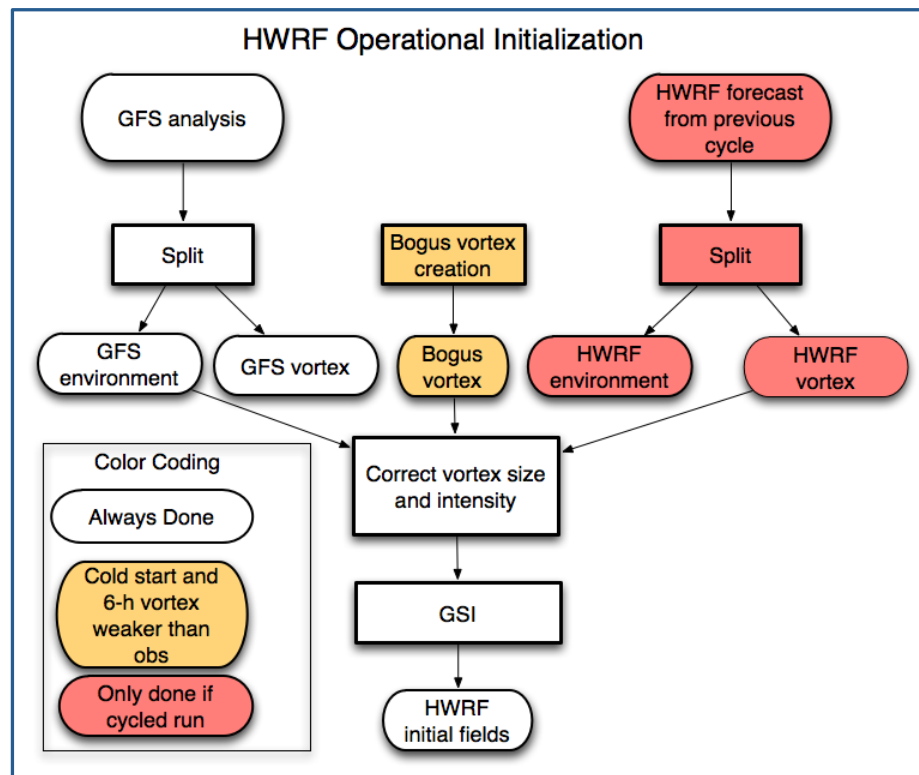 HWRF Operational Initialization
GFS analysis
HWRF forecast
from previous
cycle
Split
Bogus vortex
creation
Split
GFS
environment
GFS vortex
Bogus
vortex
HWRF
environment
HWRF
vortex
Correct vortex size
and intensity
GSI
HWRF
initial fields
Color Coding
Always Done
Cold start and
6-h vortex
weaker than
obs
Only done if
cycled run